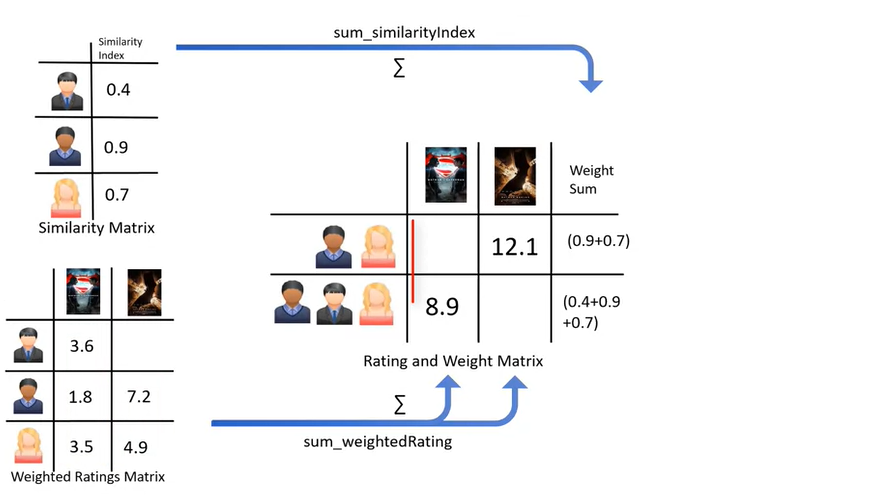 sum_similarityIndex
∑
Similarity
Index
0.4
0.9
0.7
Similarity Matrix
Weight
Sum
12.1
(0.9+0.7)
8.9
(0.4+0.9
+0.7)
Rating and Weight Matrix
3.6
1.8
7.2
3.5
4.9
Weighted Ratings Matrix
∑
sum_weightedRating